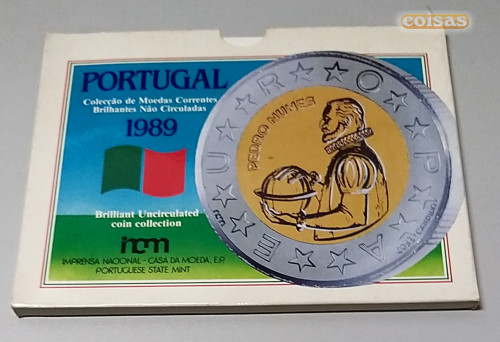 coisas
PORTUGAL
Colecção de Moedas Correntes
Brilhantes Não Circuladas
1989
Brilliant Uncirculated
coin collection
incm
IMPRENSA NACIONAL - CASA DA MOEDA, E.P.
PORTUGUESE STATE MINT
EUROPA
PEDRO NUNES
incm